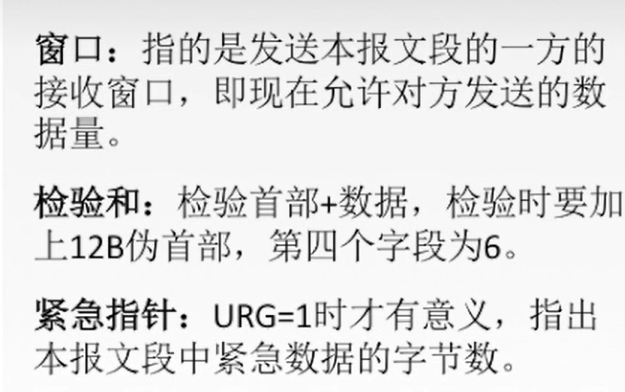 窗口：指的是发送本报文段的一方的
接收窗口，即现在允许对方发送的数
据量。
检验和：检验首部+数据，检验时要加
上12B伪首部，第四个字段为6。
紧急指针：URG=1时才有意义，指出
本报文段中紧急数据的字节数。